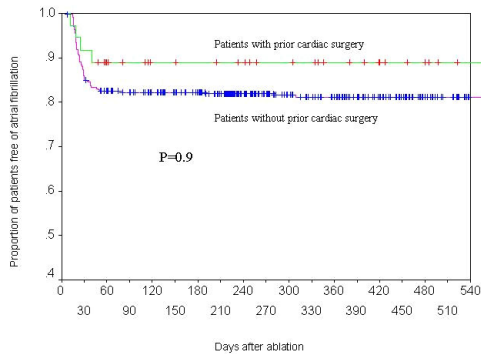 1.0
.9
.8
.7
.6
.5
.4
Proportion of patients free of atrial fibrilliation
Patients with prior cardiac surgery
Patients without prior cardiac surgery
P=0.9
0 60 120 180 240 300 360 420 480 540
30 90 150 210 270 330 390 450 510
Days after ablation